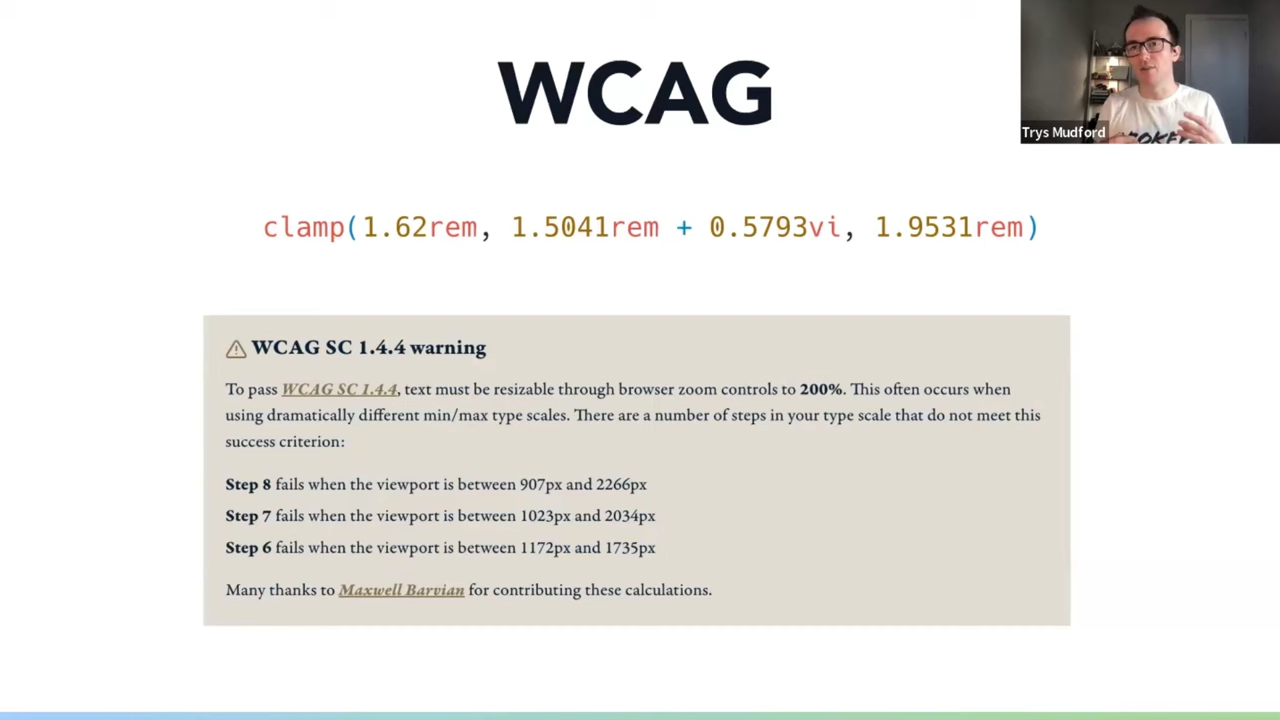 WCAG
Trys Mudford
clamp(1.62rem, 1.5041rem + 0.5793vi, 1.9531rem)
WCAG SC 1.4.4 warning
To pass WCAG SC 1.4.4, text must be resizable through browser zoom controls to 200%. This often occurs when
using dramatically different min/max type scales. There are a number of steps in your type scale that do not meet this
success criterion:
Step 8 fails when the viewport is between 907px and 2266px
Step 7 fails when the viewport is between 1023px and 2034px
Step 6 fails when the viewport is between 1172px and 1735px
Many thanks to Maxwell Barvian for contributing these calculations.